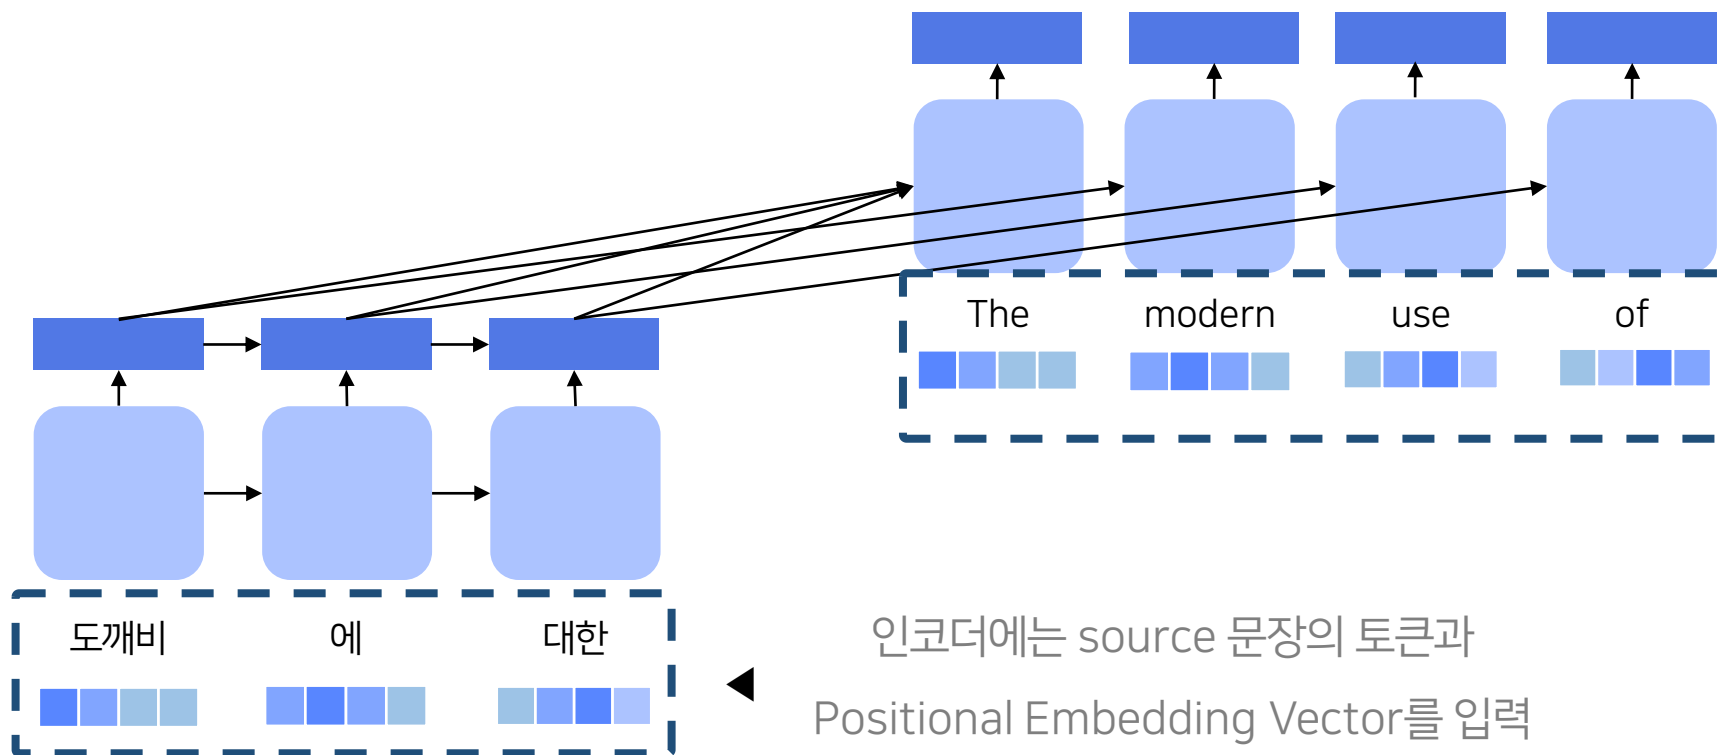 The modern use of
도깨비 에 대한
인코더에는 source 문장의 토큰과
Positional Embedding Vector를 입력